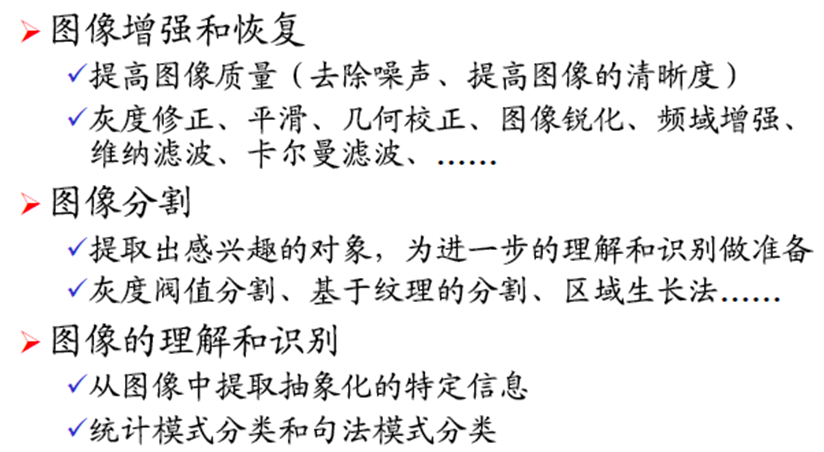 图像增强和恢复
提高图像质量（去除噪声、提高图像的清晰度）
灰度修正、平滑、几何校正、图像锐化、频域增强、
维纳滤波、卡尔曼滤波、……
图像分割
提取出感兴趣的对象，为进一步的理解和识别做准备
灰度阀值分割、基于纹理的分割、区域生长法……
图像的理解和识别
从图像中提取抽象化的特定信息
统计模式分类和句法模式分类